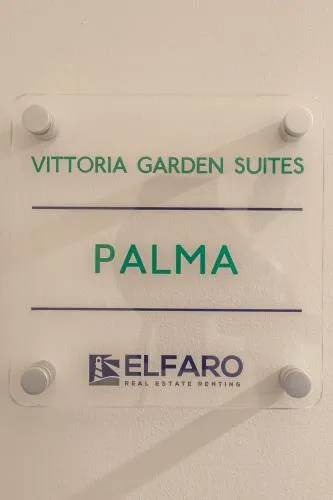 VITTORIA GARDEN SUITES
PALMA
ELFARO
REAL ESTATE RENTING